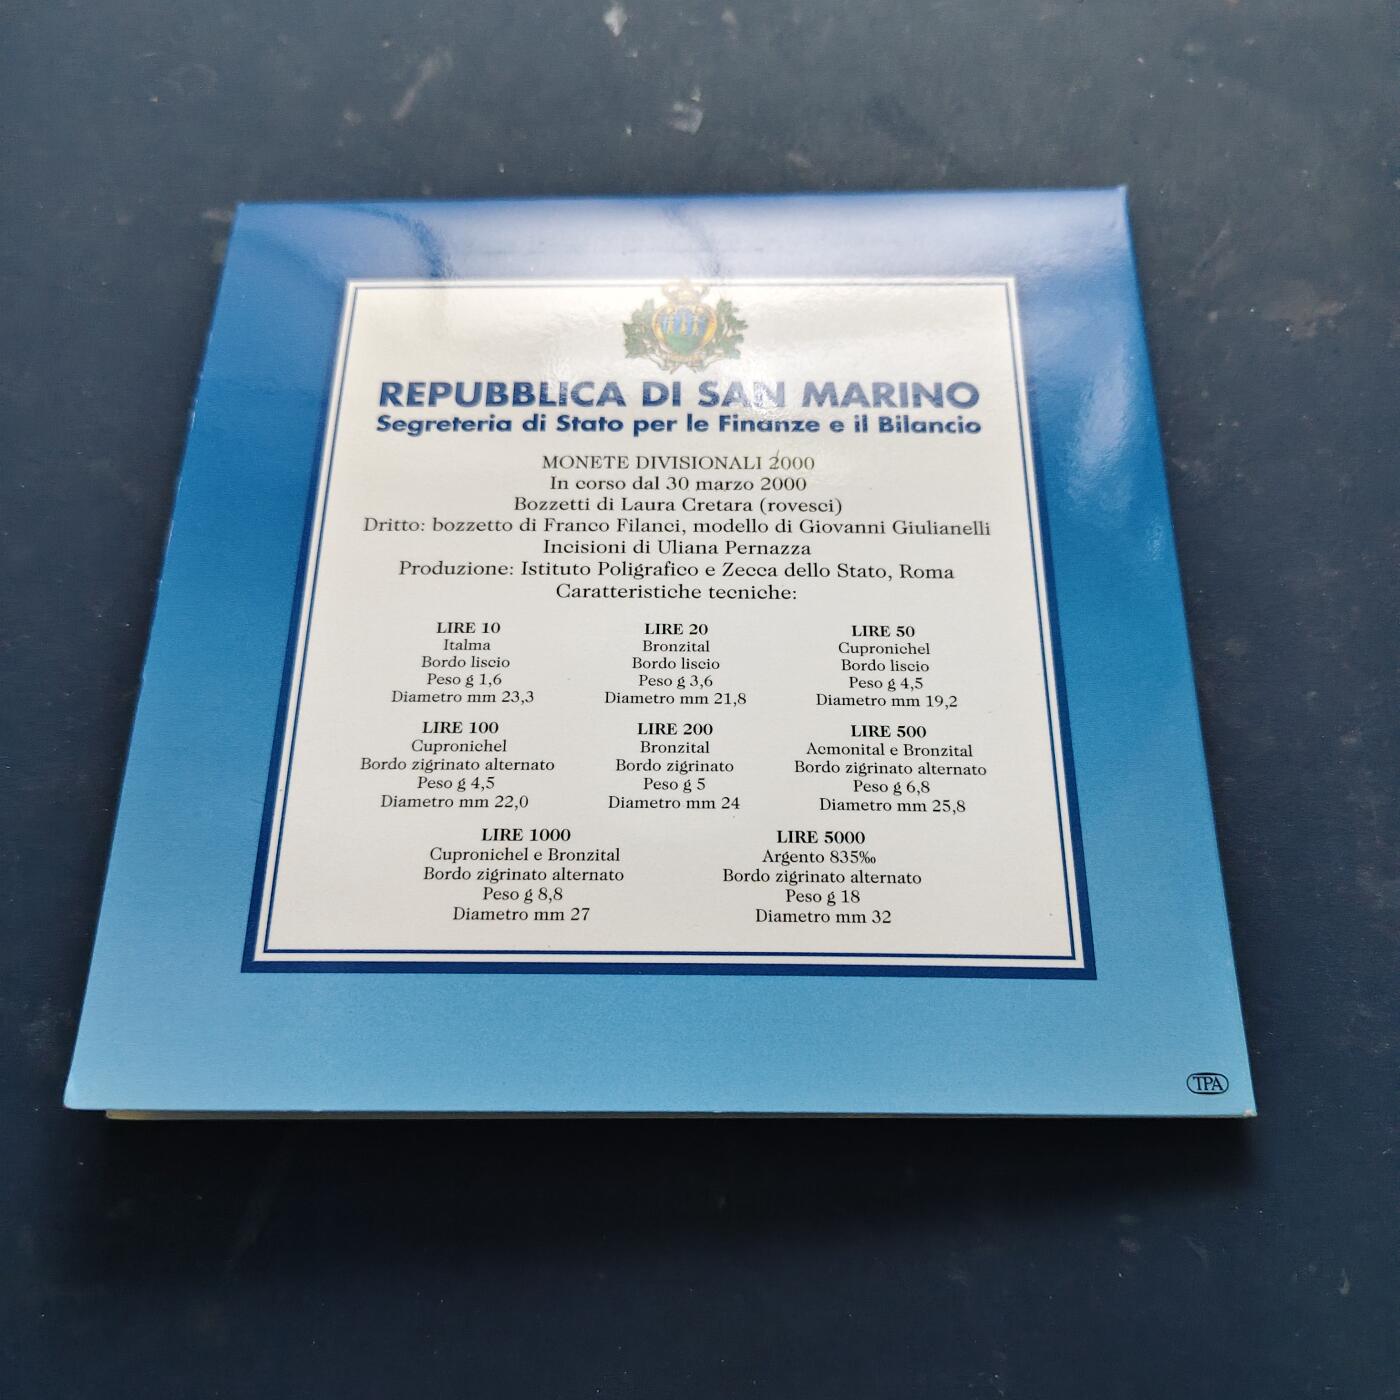 REPUBBLICA DI SAN MARINO
Segreteria di Stato per le Finanze e il Bilancio
MONETE DIVISIONALI 2000
In corso dal 30 marzo 2000
Bozzetti di Laura Cretara (rovesci)
Dritto: bozzetto di Franco Filanci, modello di Giovanni Giulianelli
Incisioni di Uliana Pernazza
Produzione: Istituto Poligrafico e Zecca dello Stato, Roma
Caratteristiche tecniche:
LIRE 10
Italma
Bordo liscio
Peso g 1,6
Diametro mm 23,3
LIRE 20
Bronzital
Bordo liscio
Peso g 3,6
Diametro mm 21,8
LIRE 50
Cupronichel
Bordo liscio
Peso g 4,5
Diametro mm 19,2
LIRE 100
Cupronichel
Bordo zigrinato alternato
Peso g 4,5
Diametro mm 22,0
LIRE 200
Bronzital
Bordo zigrinato
Peso g 5
Diametro mm 24
LIRE 500
Acmonital e Bronzital
Bordo zigrinato alternato
Peso g 6,8
Diametro mm 25,8
LIRE 1000
Cupronichel e Bronzital
Bordo zigrinato alternato
Peso g 8,8
Diametro mm 27
LIRE 5000
Argento 835‰
Bordo zigrinato alternato
Peso g 18
Diametro mm 32
TPA